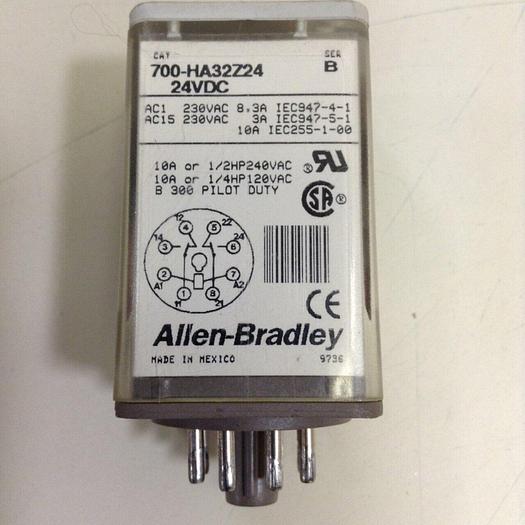 CAT SER
700-HA32Z24 B
24VDC
AC1 230VAC 8.3A IEC947-4-1
AC15 230VAC 3A IEC947-5-1
10A IEC255-1-00
10A or 1/2HP240VAC
10A or 1/4HP120VAC
B 300 PILOT DUTY
® RU
SA ®
12 22
4 5
14 24
3 6
2 7
A1 A2
1 8
11 21
CE
Allen-Bradley
MADE IN MEXICO 9736